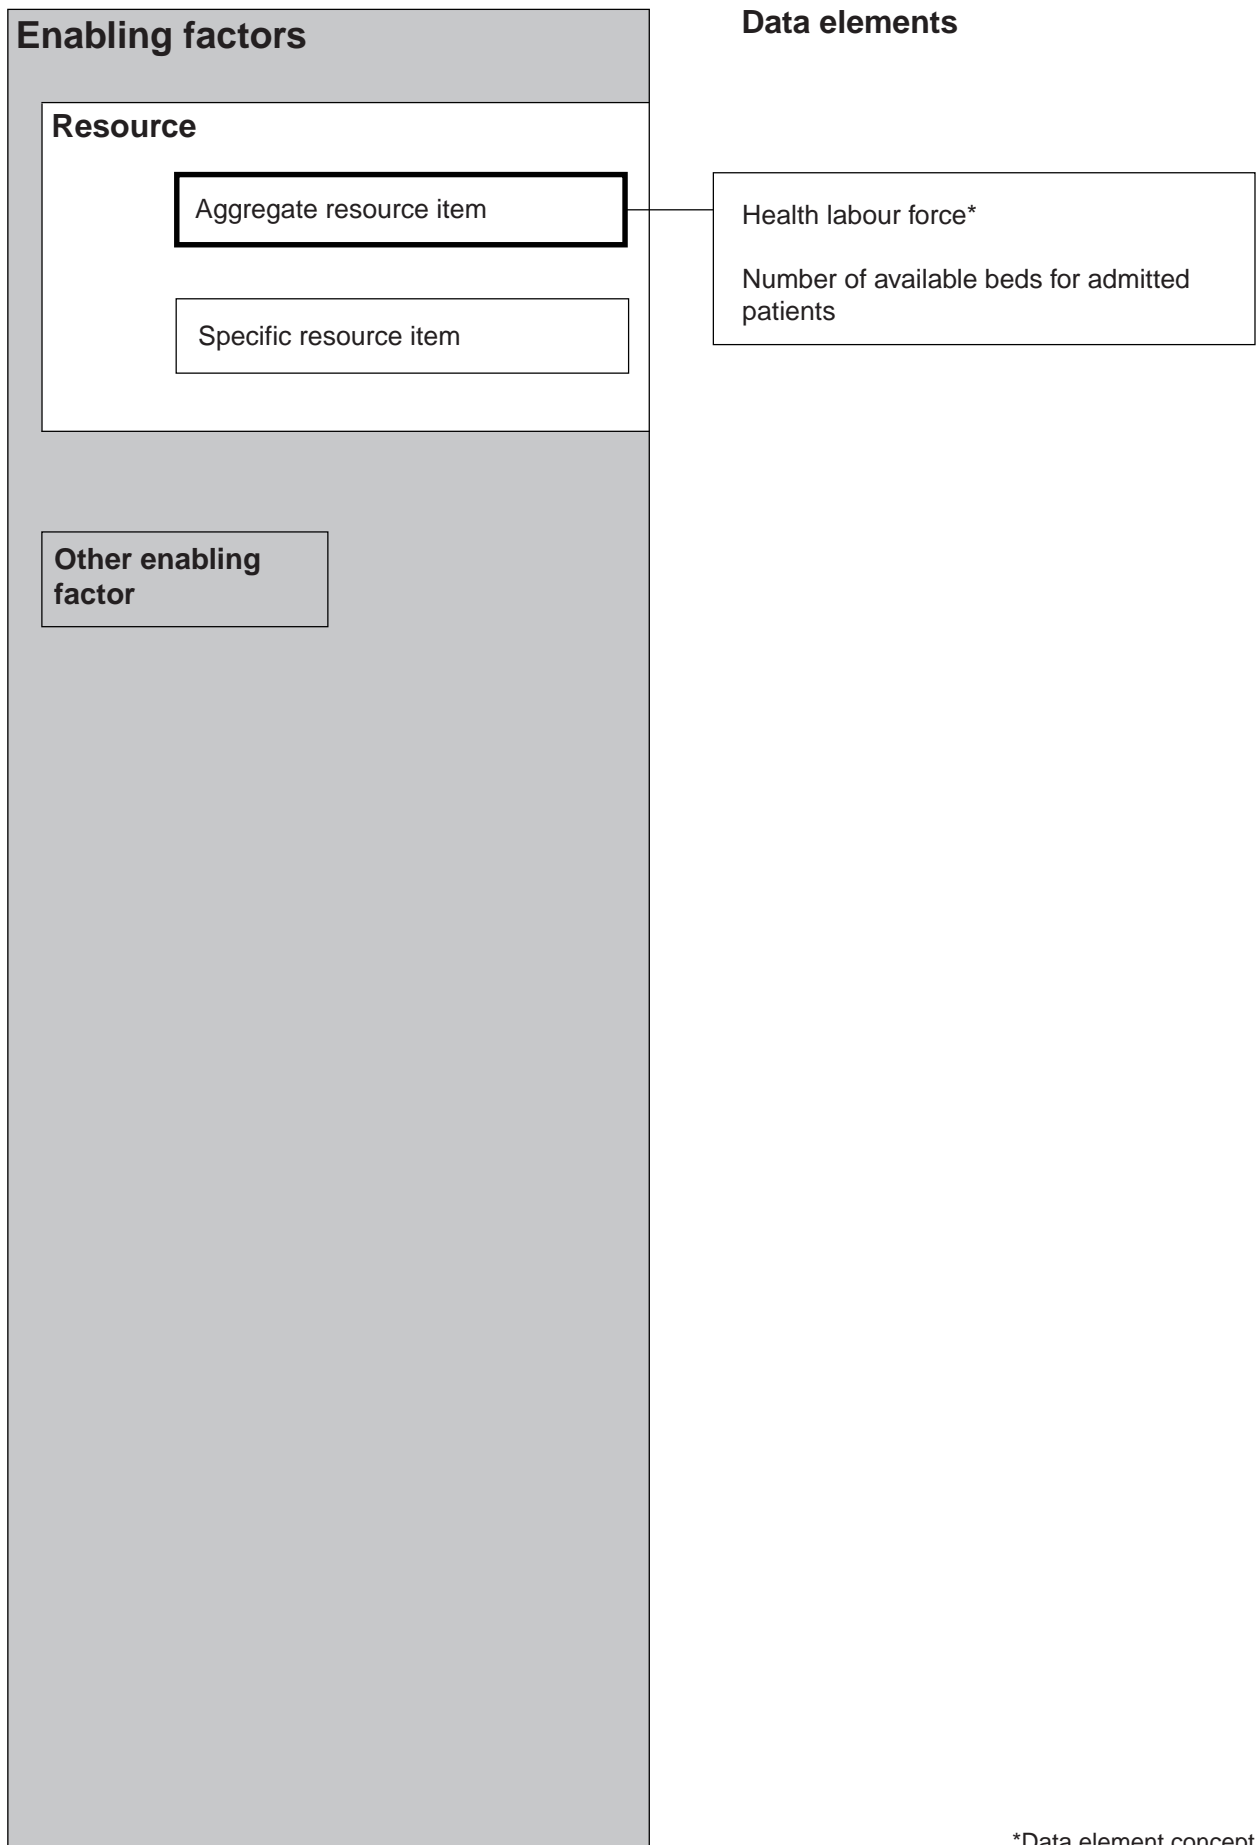 Enabling factors
Data elements
Resource
Aggregate resource item
Health labour force*
Number of available beds for admitted
patients
Specific resource item
Other enabling
factor
*Data element concept